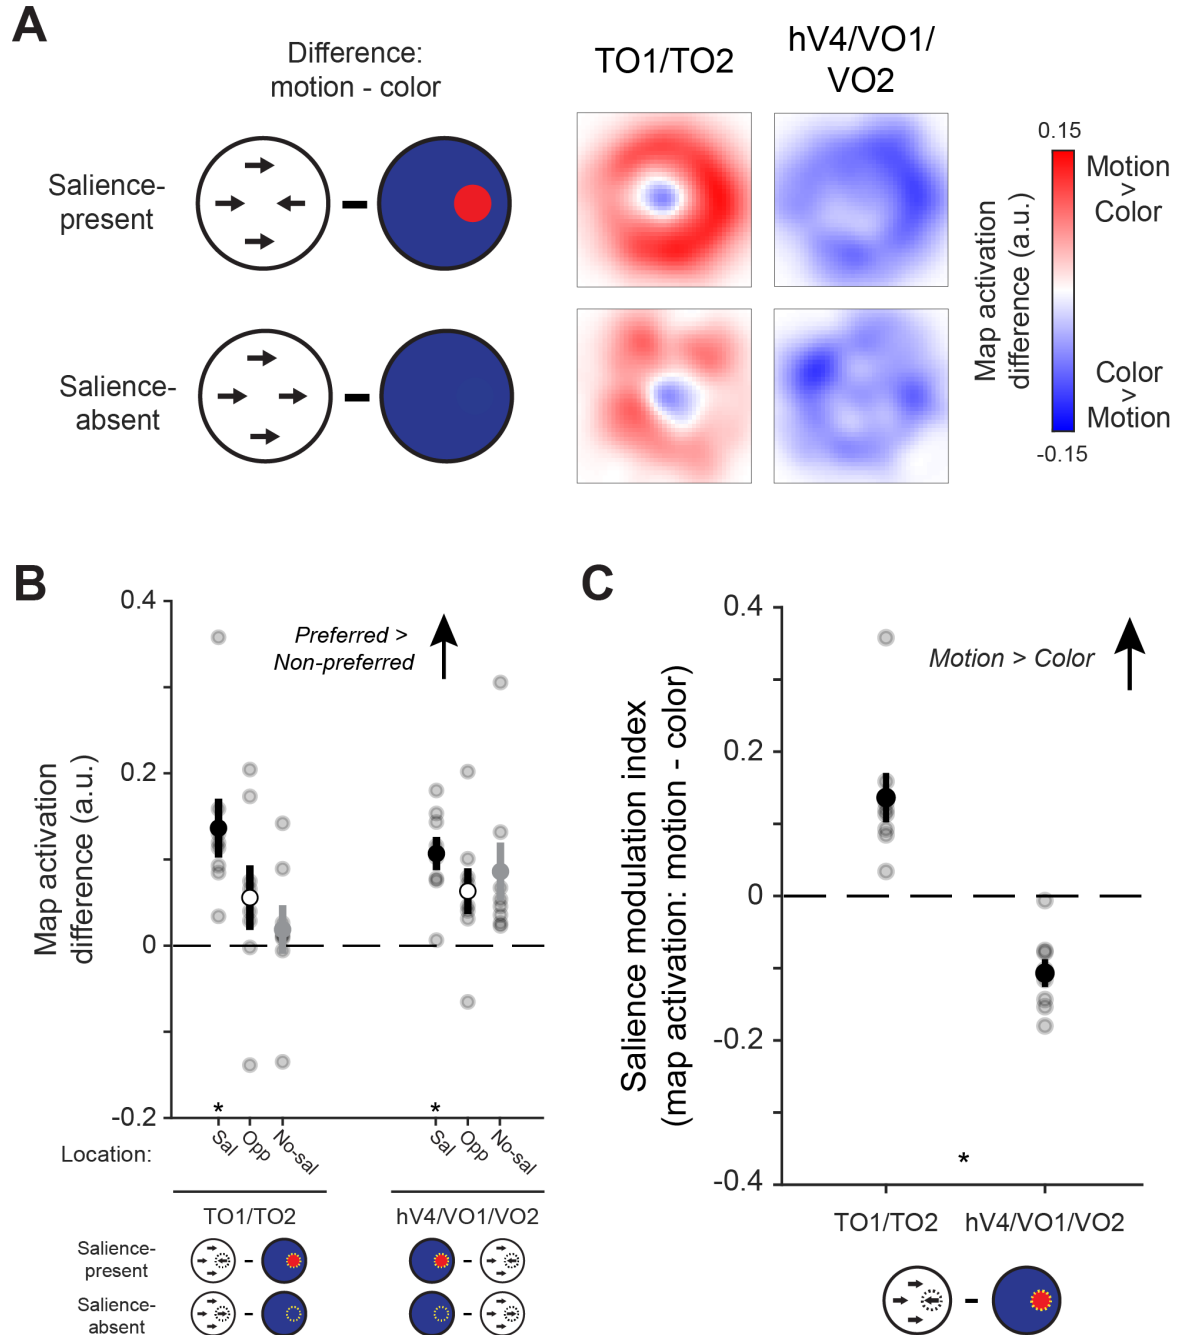 A
Difference:
motion - color
TO1/TO2
hV4/VO1/
VO2
Salience-
present
Salience-
absent
0.15
Motion
>
Color
Map activation
difference (a.u.)
Color
>
Motion
-0.15
B
0.4
0.2
0
-0.2
Map activation
difference (a.u.)
Preferred >
Non-preferred
*
*
Location:
Sal
Opp
No-sal
Sal
Opp
No-sal
TO1/TO2
hV4/VO1/VO2
Salience-
present
Salience-
absent
C
0.4
0.2
0
-0.2
-0.4
Salience modulation index
(map activation: motion - color)
Motion > Color
*
TO1/TO2
hV4/VO1/VO2